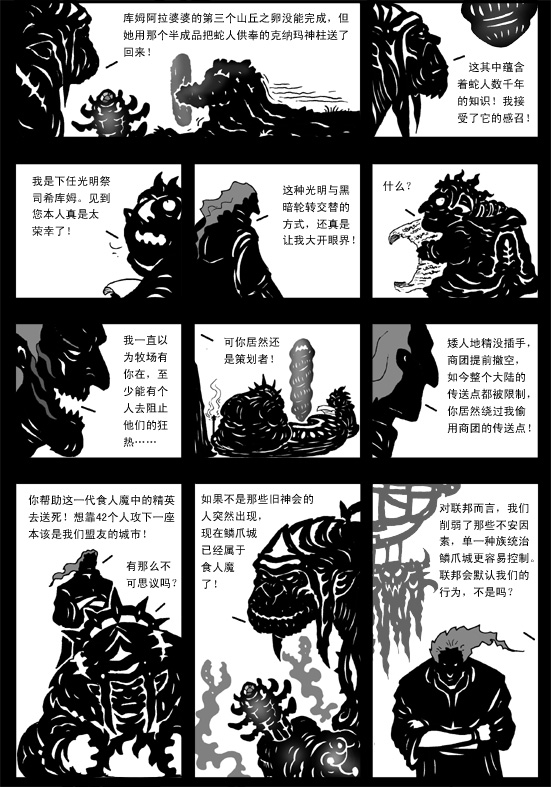 库姆阿拉婆婆的第三个山丘之卵没能完成，但
她用那个半成品把蛇人供奉的克纳玛神柱送了
回来！
这其中蕴含
着蛇人数千年
的知识！我接
受了它的感召！
我是下任光明祭
司希库姆。见到
您本人真是太
荣幸了！
这种光明与黑
暗轮转交替的
方式，还真是
让我大开眼界！
什么？
我一直以
为牧场有
你在，至
少能有个
人去阻止
他们的狂
热……
可你居然还
是策划者！
矮人地精没插手，
商团提前撤空，
如今整个大陆的
传送点都被限制，
你居然绕过我偷
用商团的传送点！
你帮助这一代食人魔中的精英
去送死！想靠42个人攻下一座
本该是我们盟友的城市！
有那么不
可思议吗？
如果不是那些旧神会的
人突然出现，
现在鳞爪城
已经属于
食人魔
了！
对联邦而言，我们
削弱了那些不安因
素，单一种族统治
鳞爪城更容易控制。
联邦会默认我们的
行为，不是吗？